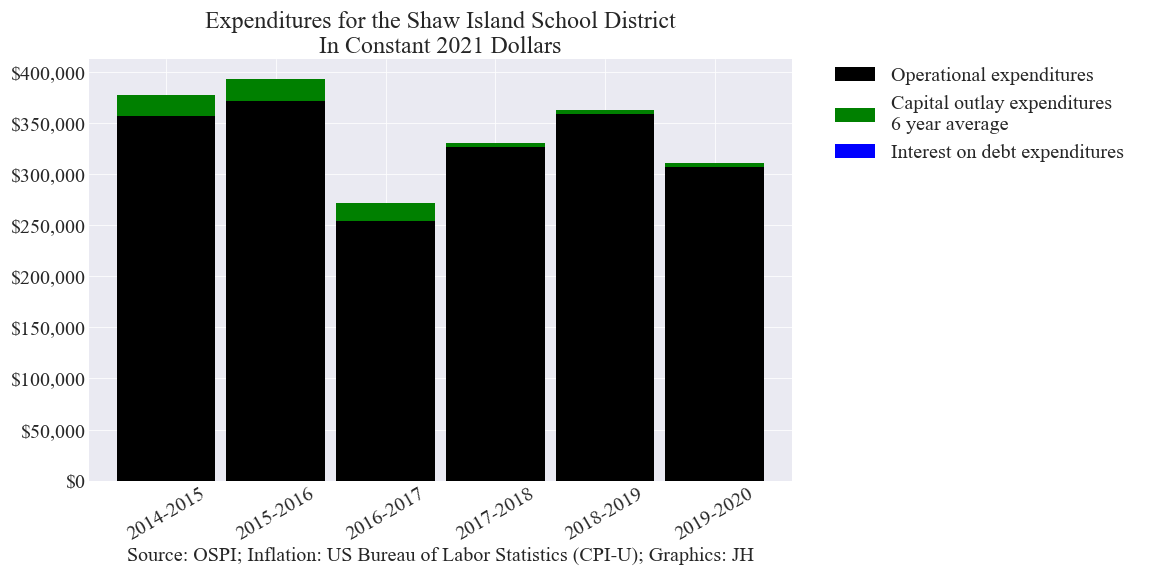 Expenditures for the Shaw Island School District
In Constant 2021 Dollars
$400,000
$350,000
$300,000
$250,000
$200,000
$150,000
$100,000
$50,000
$0
2014-2015
2015-2016
2016-2017
2017-2018
2018-2019
2019-2020
Source: OSPI; Inflation: US Bureau of Labor Statistics (CPI-U); Graphics: JH
Operational expenditures
Capital outlay expenditures
6 year average
Interest on debt expenditures